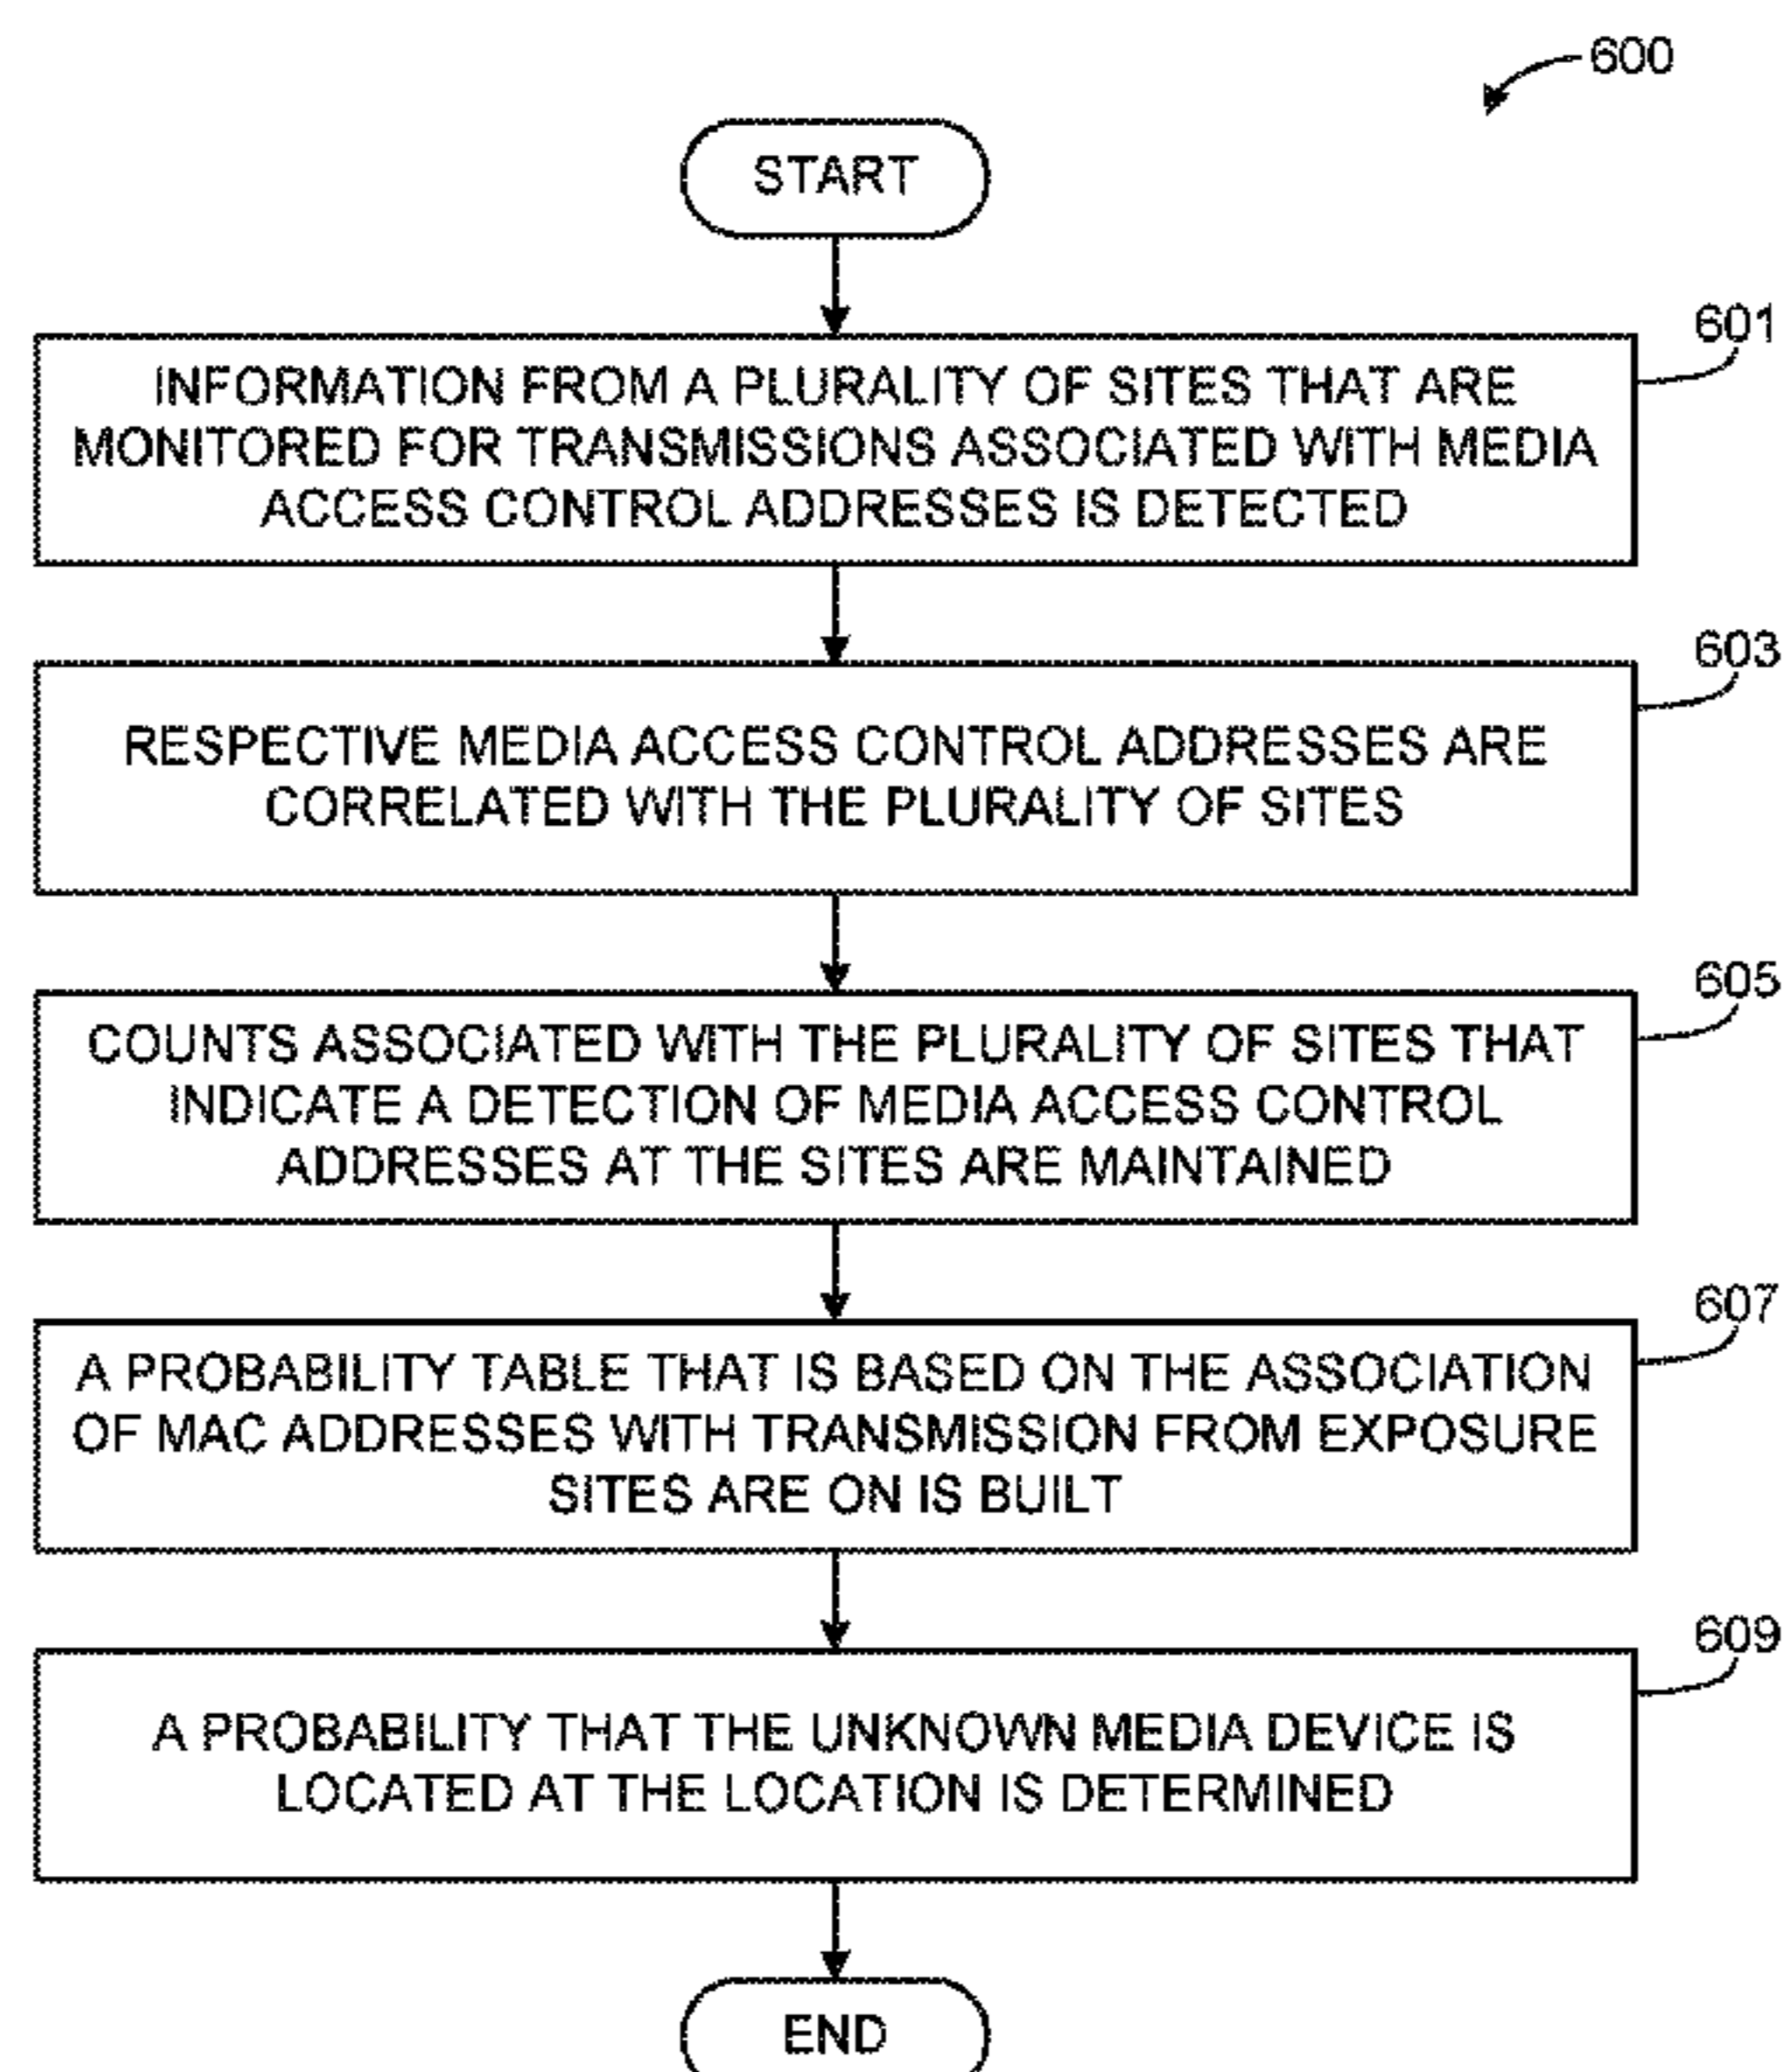 600
START
601
INFORMATION FROM A PLURALITY OF SITES THAT ARE
MONITORED FOR TRANSMISSIONS ASSOCIATED WITH MEDIA
ACCESS CONTROL ADDRESSES IS DETECTED
603
RESPECTIVE MEDIA ACCESS CONTROL ADDRESSES ARE
CORRELATED WITH THE PLURALITY OF SITES
605
COUNTS ASSOCIATED WITH THE PLURALITY OF SITES THAT
INDICATE A DETECTION OF MEDIA ACCESS CONTROL
ADDRESSES AT THE SITES ARE MAINTAINED
607
A PROBABILITY TABLE THAT IS BASED ON THE ASSOCIATION
OF MAC ADDRESSES WITH TRANSMISSION FROM EXPOSURE
SITES ARE ON IS BUILT
609
A PROBABILITY THAT THE UNKNOWN MEDIA DEVICE IS
LOCATED AT THE LOCATION IS DETERMINED
END